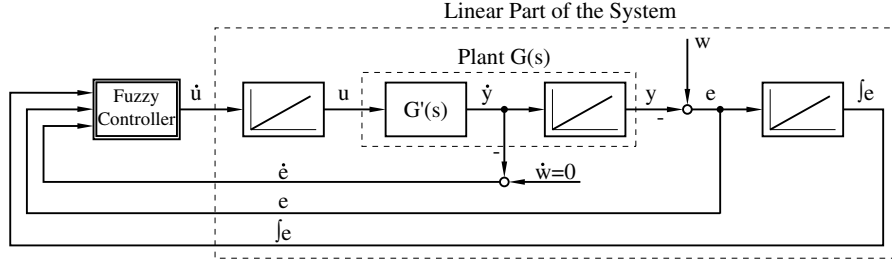 Linear Part of the System
Plant G(s)
w
Fuzzy
Controller
u̇
u
G'(s)
ẏ
y
-
e
∫e
-
ė
ẇ=0
e
∫e